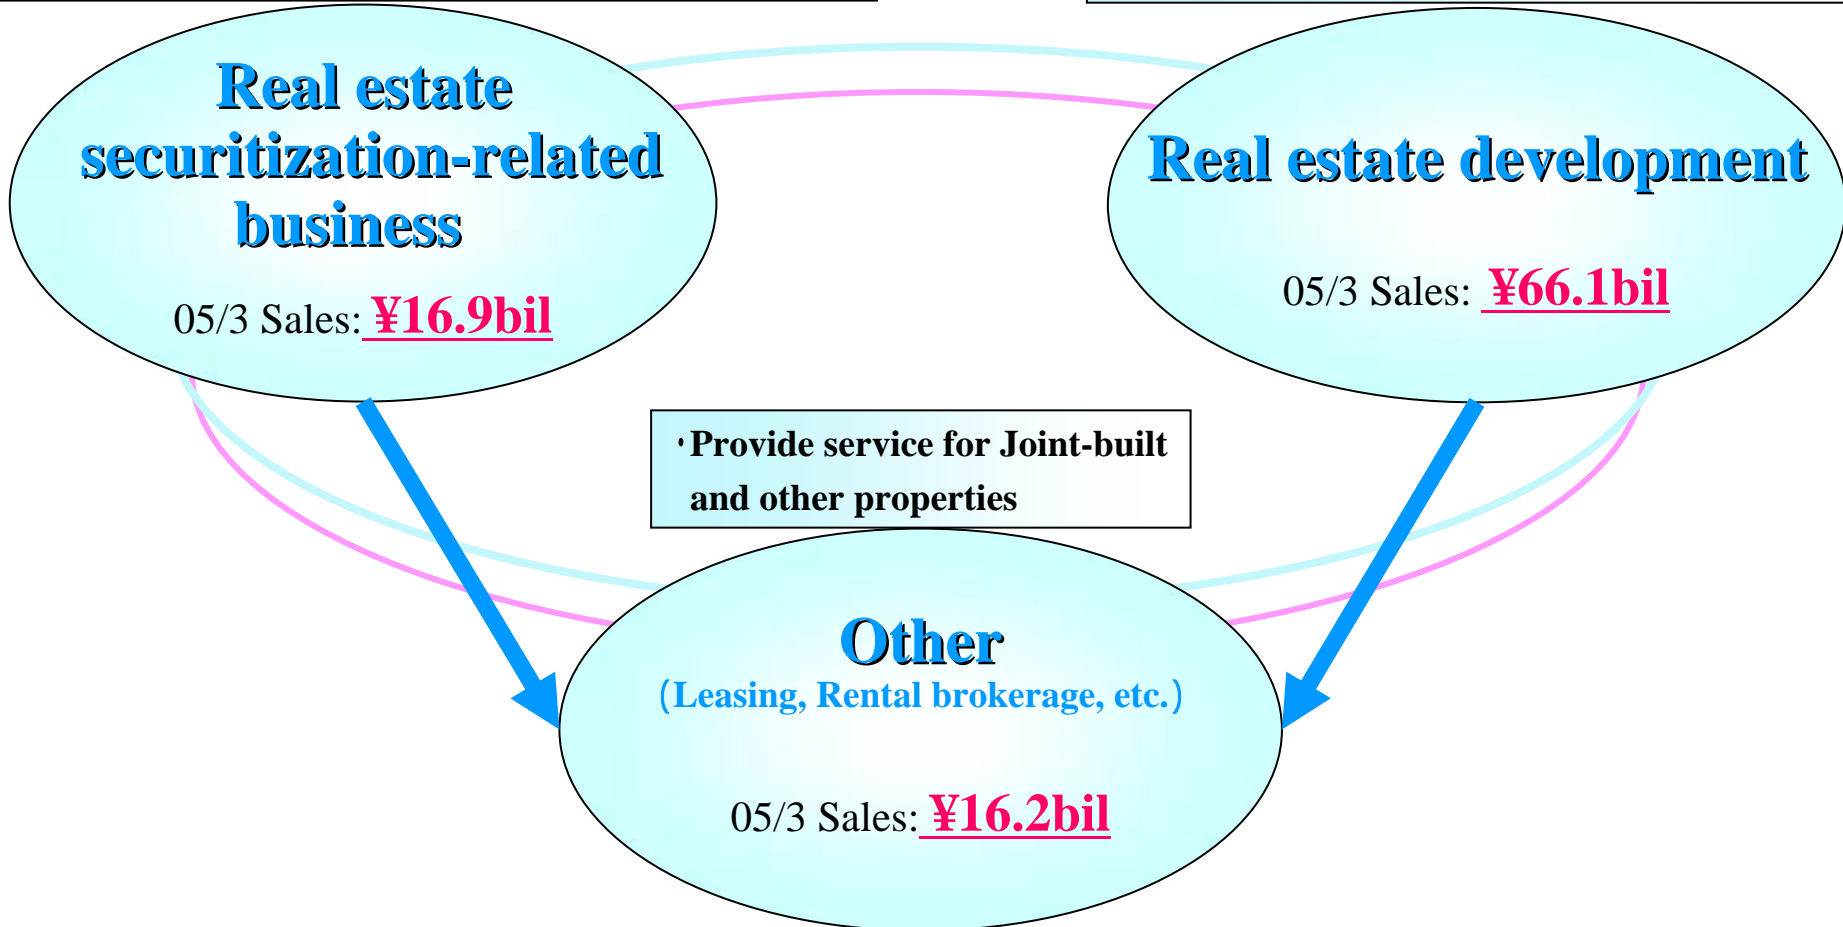 Real estate
securitization-related
business
05/3 Sales: ¥16.9bil
Real estate development
05/3 Sales: ¥66.1bil
・Provide service for Joint-built
and other properties
Other
(Leasing, Rental brokerage, etc.)
05/3 Sales: ¥16.2bil